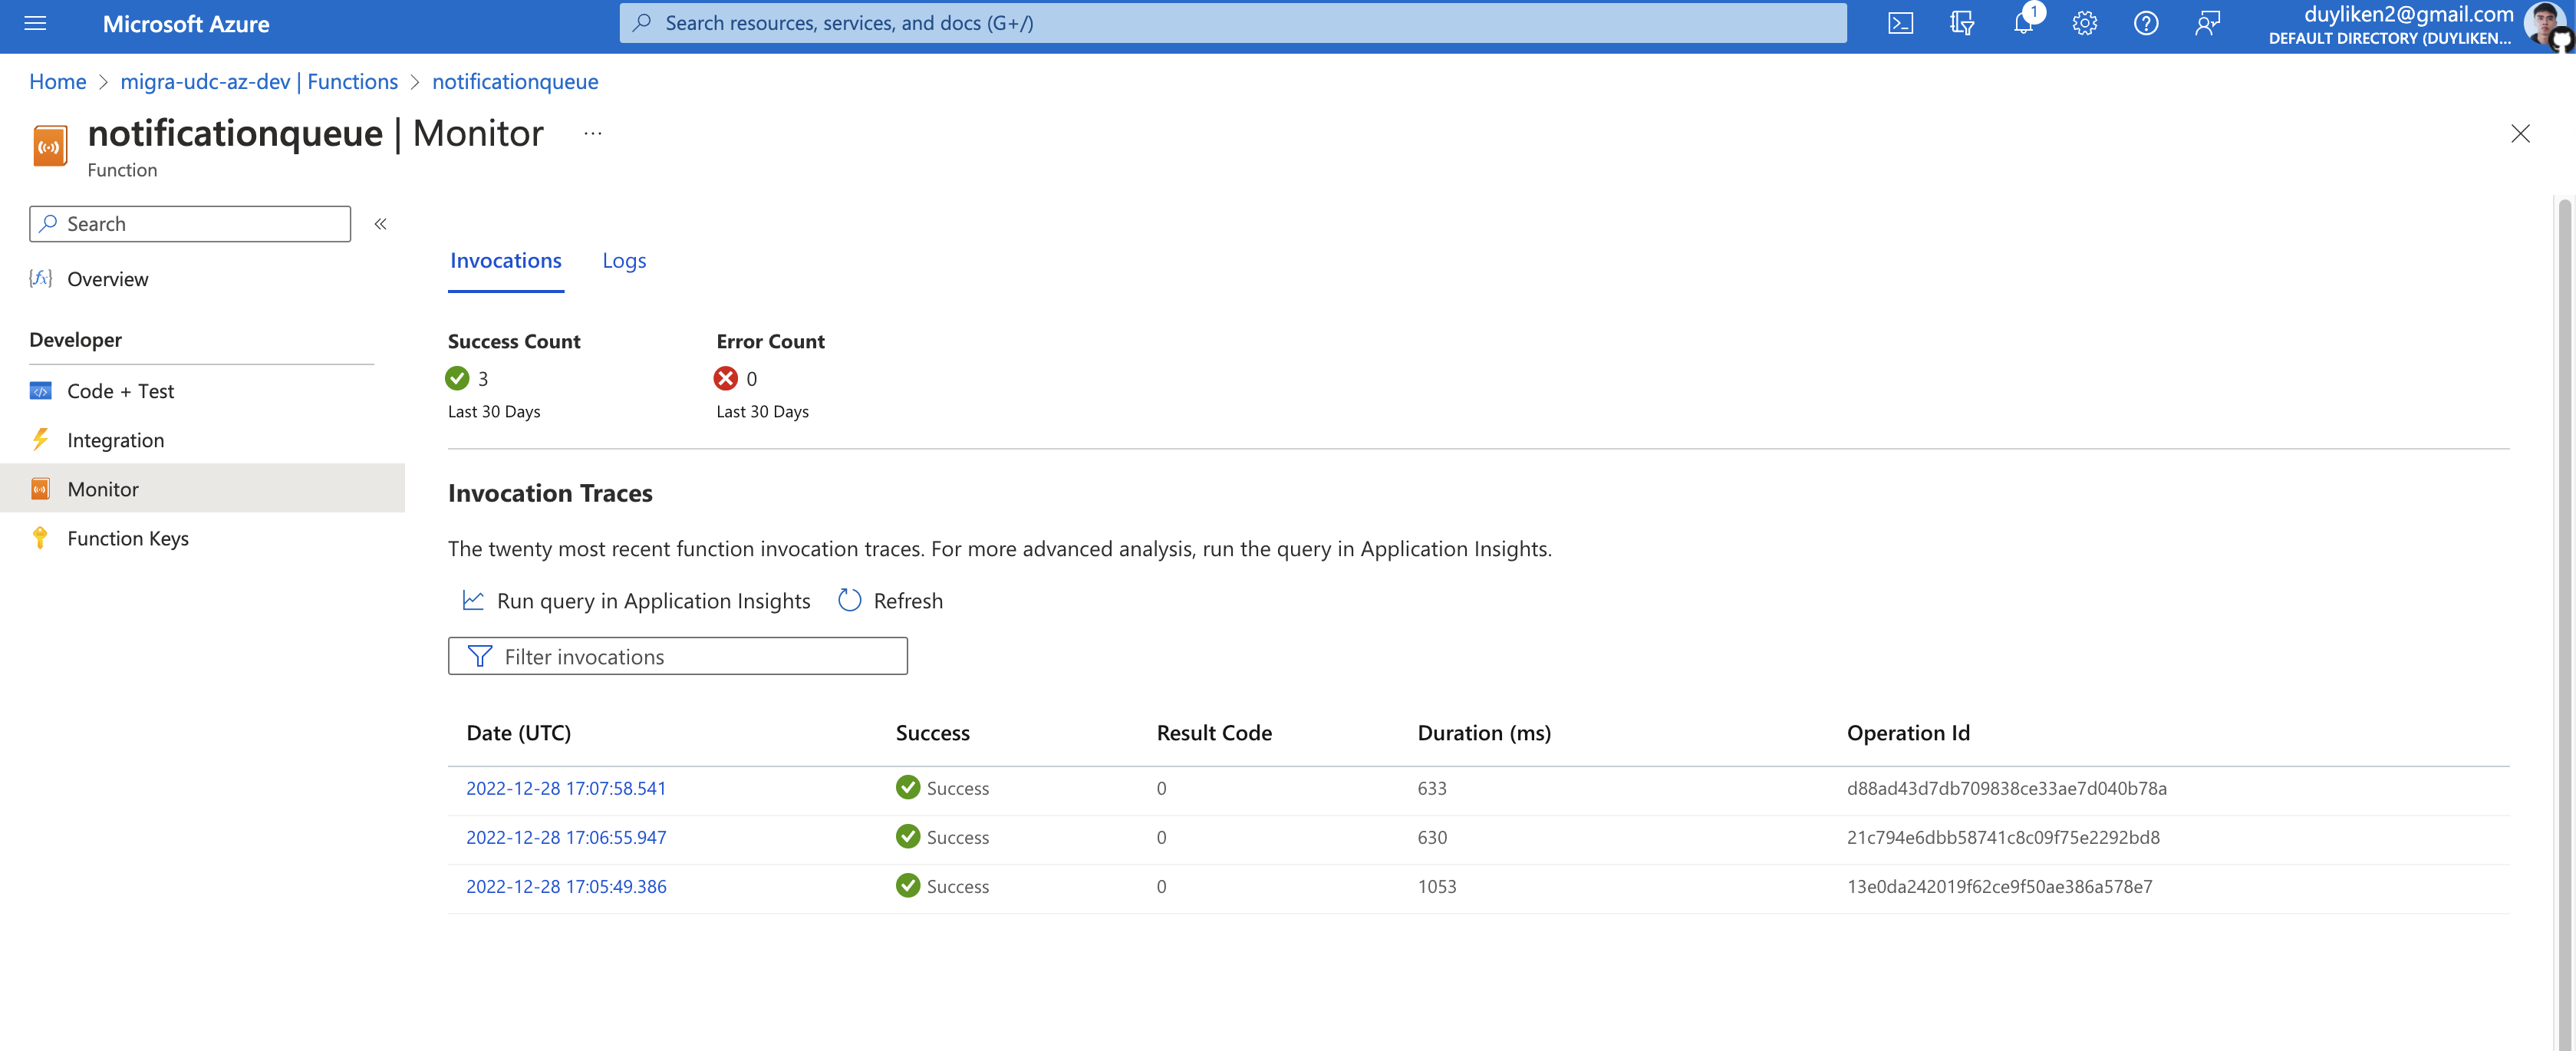 Microsoft Azure
Search resources, services, and docs (G+/)
1
duyliken2@gmail.com
DEFAULT DIRECTORY (DUYLIKEN...
Home > migra-udc-az-dev | Functions > notificationqueue
notificationqueue | Monitor ...
Function
Search
«
Overview
Developer
Code + Test
Integration
Monitor
Function Keys
Invocations Logs
Success Count Error Count
3 0
Last 30 Days Last 30 Days
Invocation Traces
The twenty most recent function invocation traces. For more advanced analysis, run the query in Application Insights.
Run query in Application Insights Refresh
Filter invocations
Date (UTC) Success Result Code Duration (ms) Operation Id
2022-12-28 17:07:58.541 Success 0 633 d88ad43d7db709838ce33ae7d040b78a
2022-12-28 17:06:55.947 Success 0 630 21c794e6dbb58741c8c09f75e2292bd8
2022-12-28 17:05:49.386 Success 0 1053 13e0da242019f62ce9f50ae386a578e7